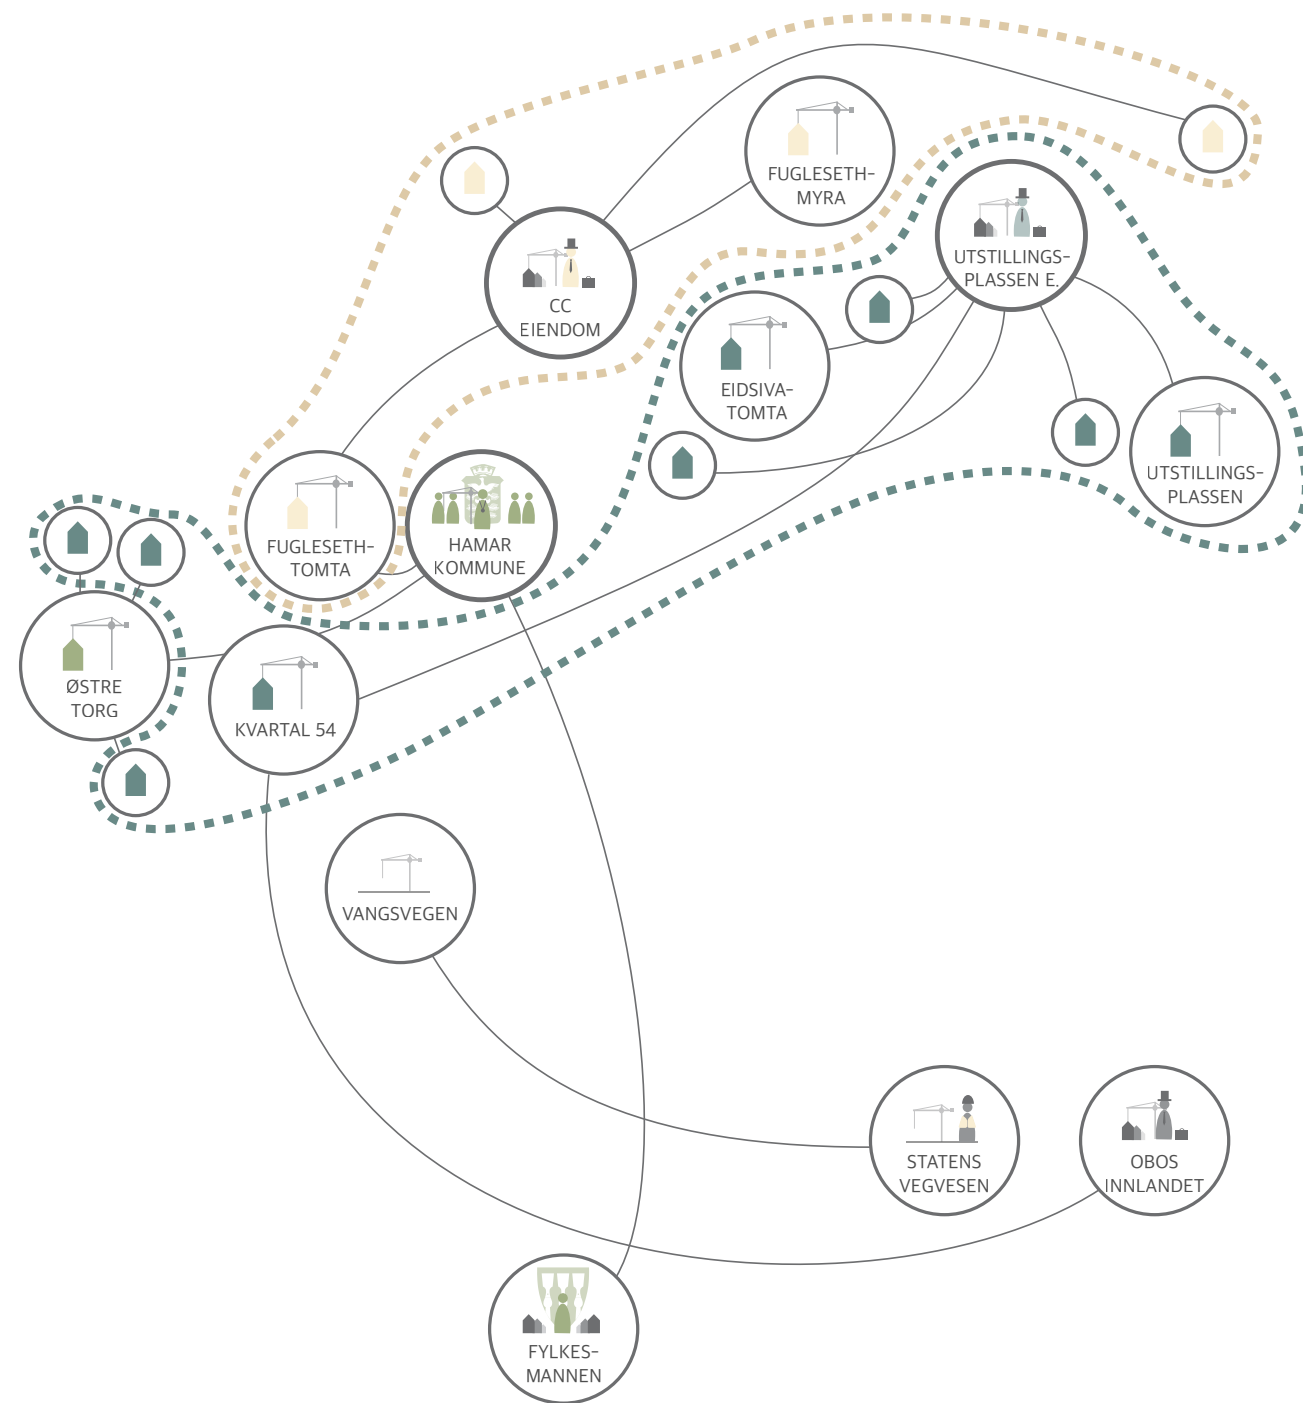 FUGLESETH-
MYRA
UTSTILLINGS-
PLASSEN E.
CC
EIENDOM
EIDSIVA-
TOMTA
UTSTILLINGS-
PLASSEN
FUGLESETH-
TOMTA
HAMAR
KOMMUNE
ØSTRE
TORG
KVARTAL 54
VANGSVEGEN
STATENS
VEGVESEN
OBOS
INNLANDET
FYLKES-
MANNEN